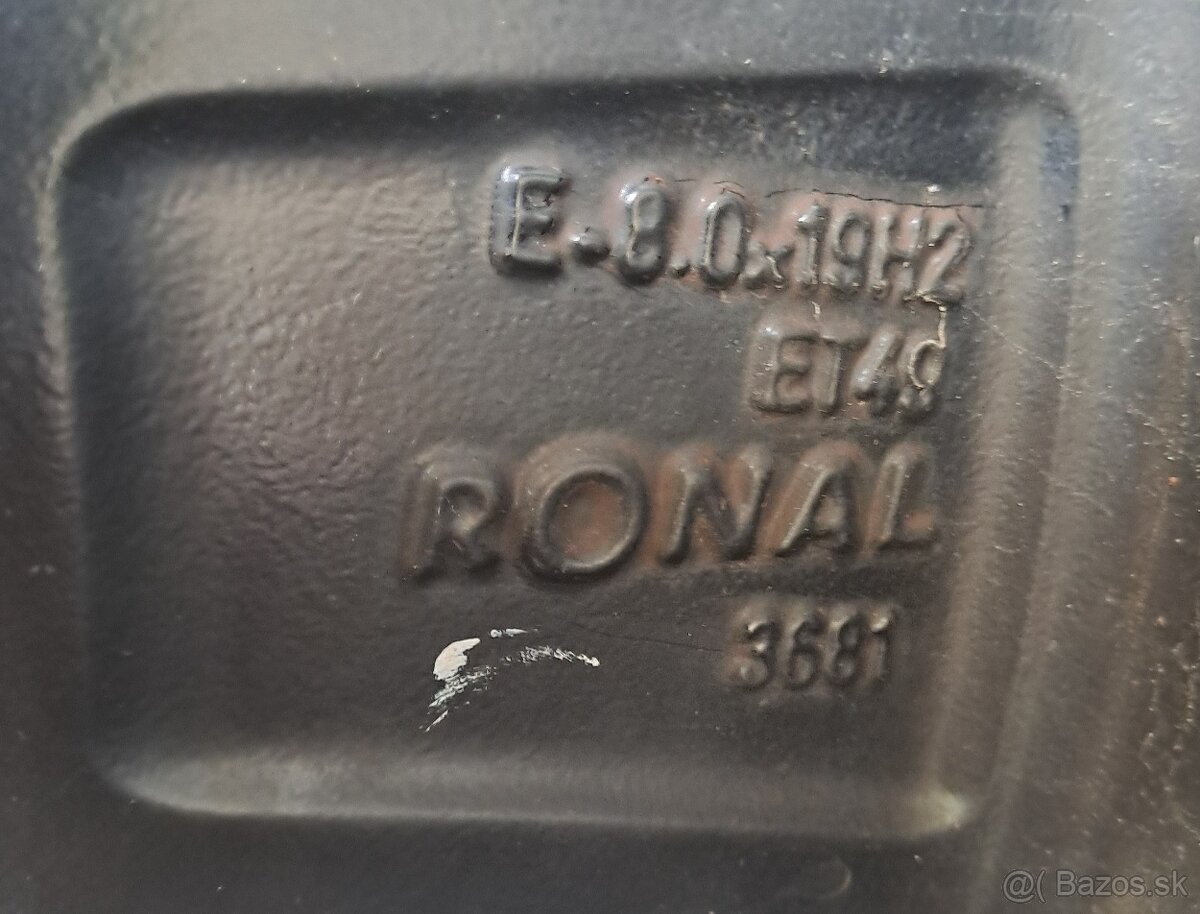 E.8.0x19H2
ET49
RONAL
3681
@( Bazos.sk